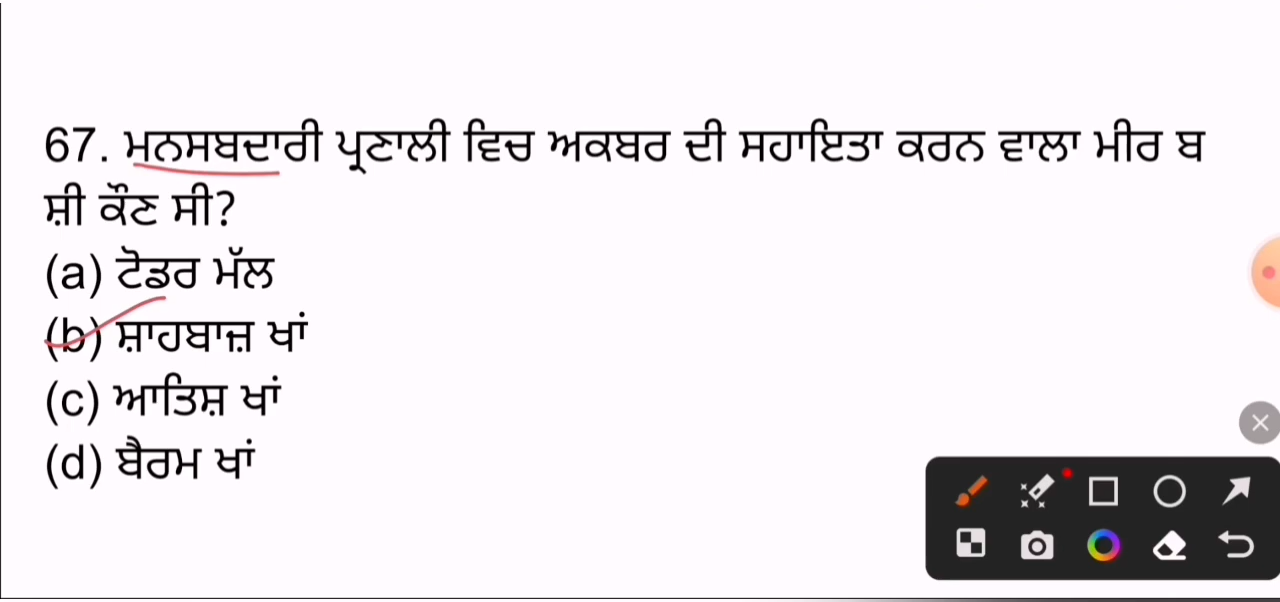 67. ਮਨਸਬਦਾਰੀ ਪ੍ਰਣਾਲੀ ਵਿਚ ਅਕਬਰ ਦੀ ਸਹਾਇਤਾ ਕਰਨ ਵਾਲਾ ਮੀਰ ਬ
ਸ਼ੀ ਕੌਣ ਸੀ?
(a) ਟੋਡਰ ਮੱਲ
(b) ਸ਼ਾਹਬਾਜ਼ ਖਾਂ
(c) ਆਤਿਸ਼ ਖਾਂ
(d) ਬੈਰਮ ਖਾਂ